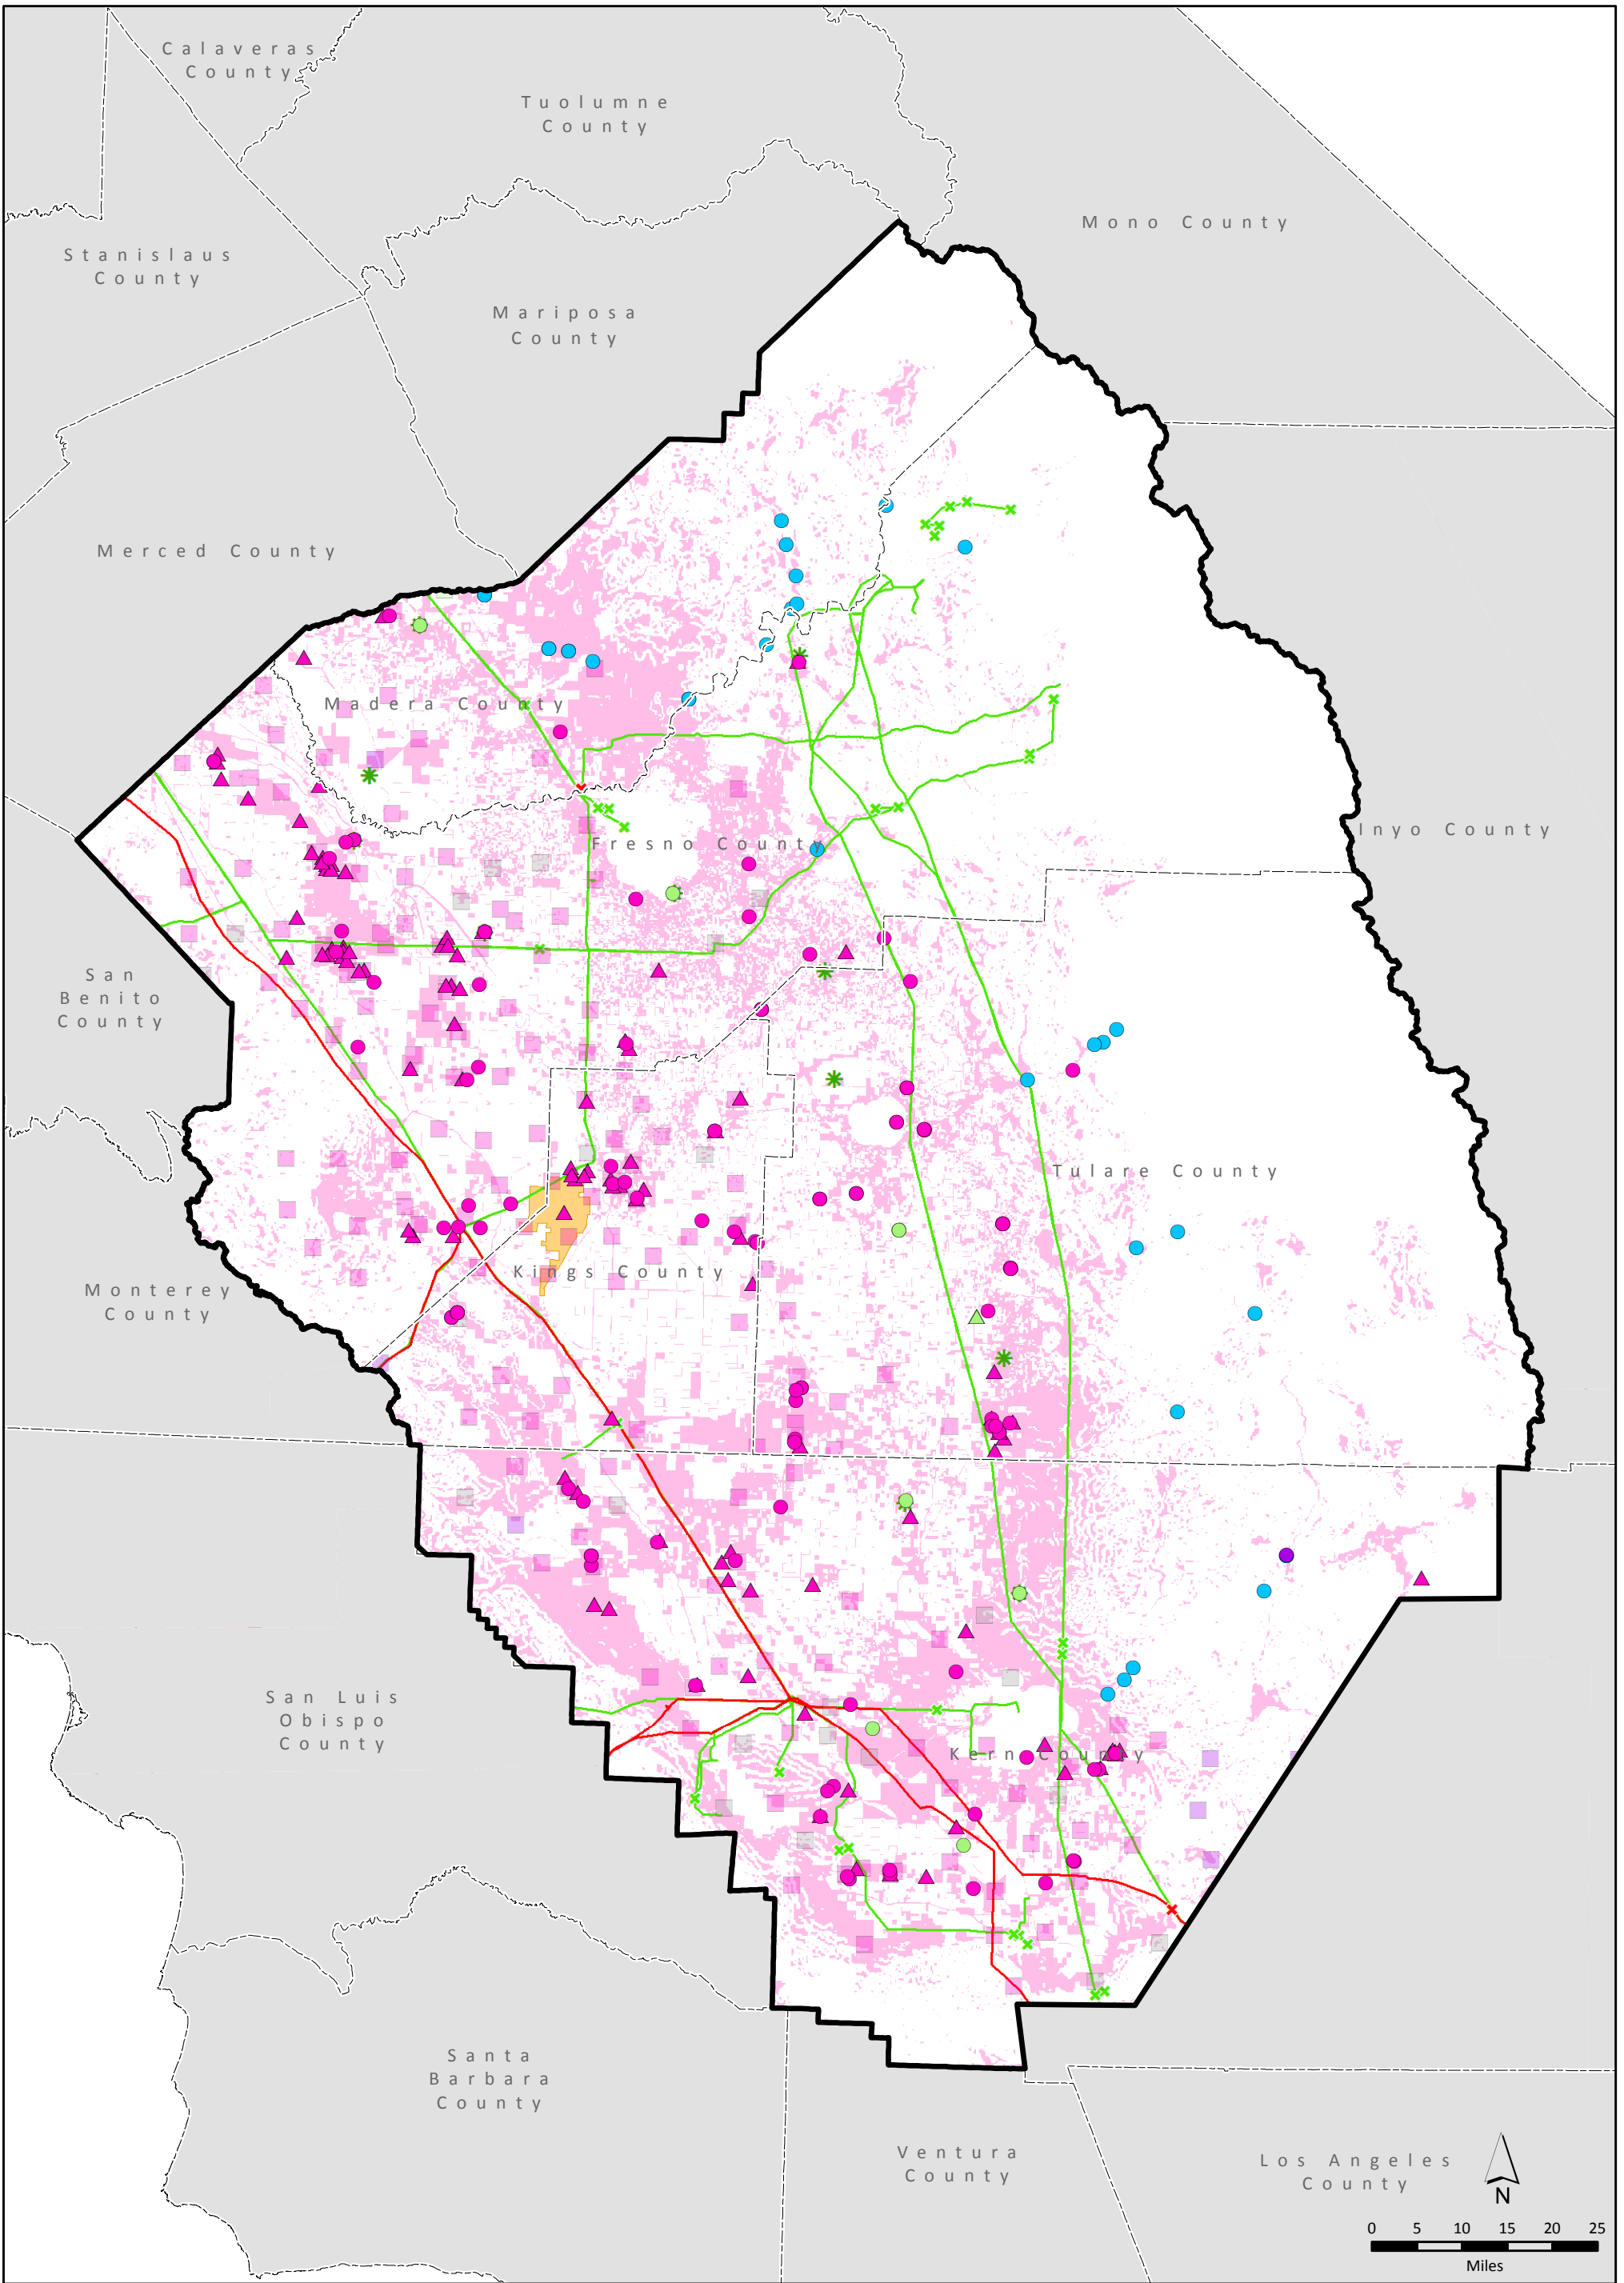 Calaveras
County
Tuolumne
County
Mono County
Stanislaus
County
Mariposa
County
Merced County
Madera County
Fresno County
Inyo County
San
Benito
County
Tulare County
Kings County
Monterey
County
San Luis
Obispo
County
Kern County
Santa
Barbara
County
Ventura
County
Los Angeles
County
N
0 5 10 15 20 25
Miles